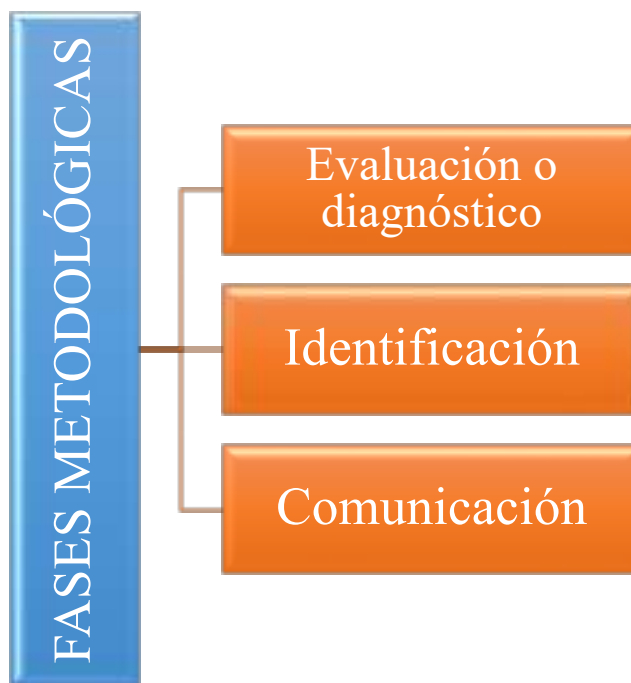 FASES METODOLÓGICAS
Evaluación o
diagnóstico
Identificación
Comunicación